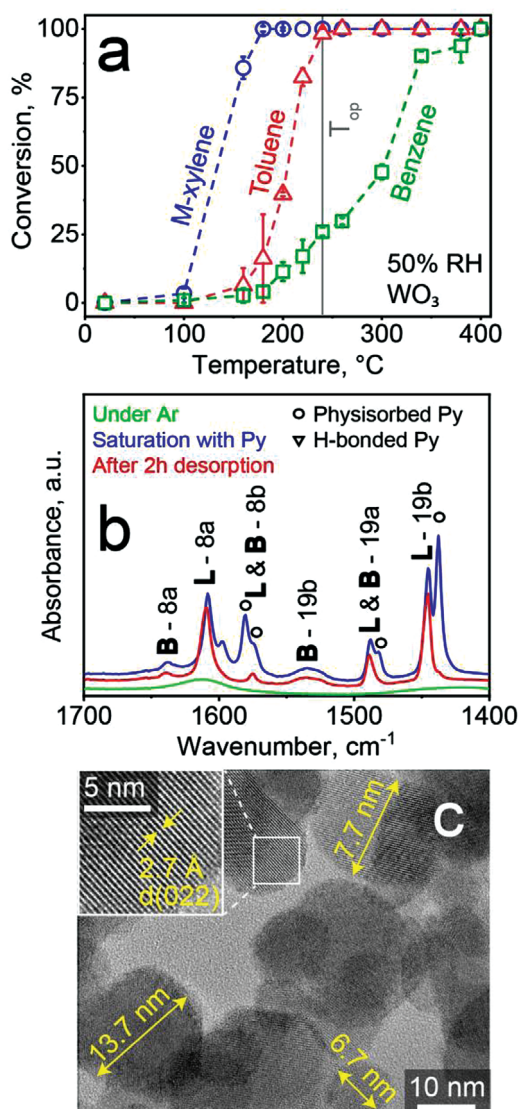 a
Conversion, %
100
75
50
25
0
M-xylene
Toluene
Benzene
Top
50% RH
WO₃
0
100
200
300
400
Temperature, °C
b
Absorbance, a.u.
Under Ar
Saturation with Py
After 2h desorption
Physisorbed Py
H-bonded Py
B - 8a
L - 8a
L & B - 8b
B - 19b
L & B - 19a
L - 19b
1700
1600
1500
1400
Wavenumber, cm⁻¹
c
5 nm
2.7 Å
d(022)
7.7 nm
13.7 nm
6.7 nm
10 nm